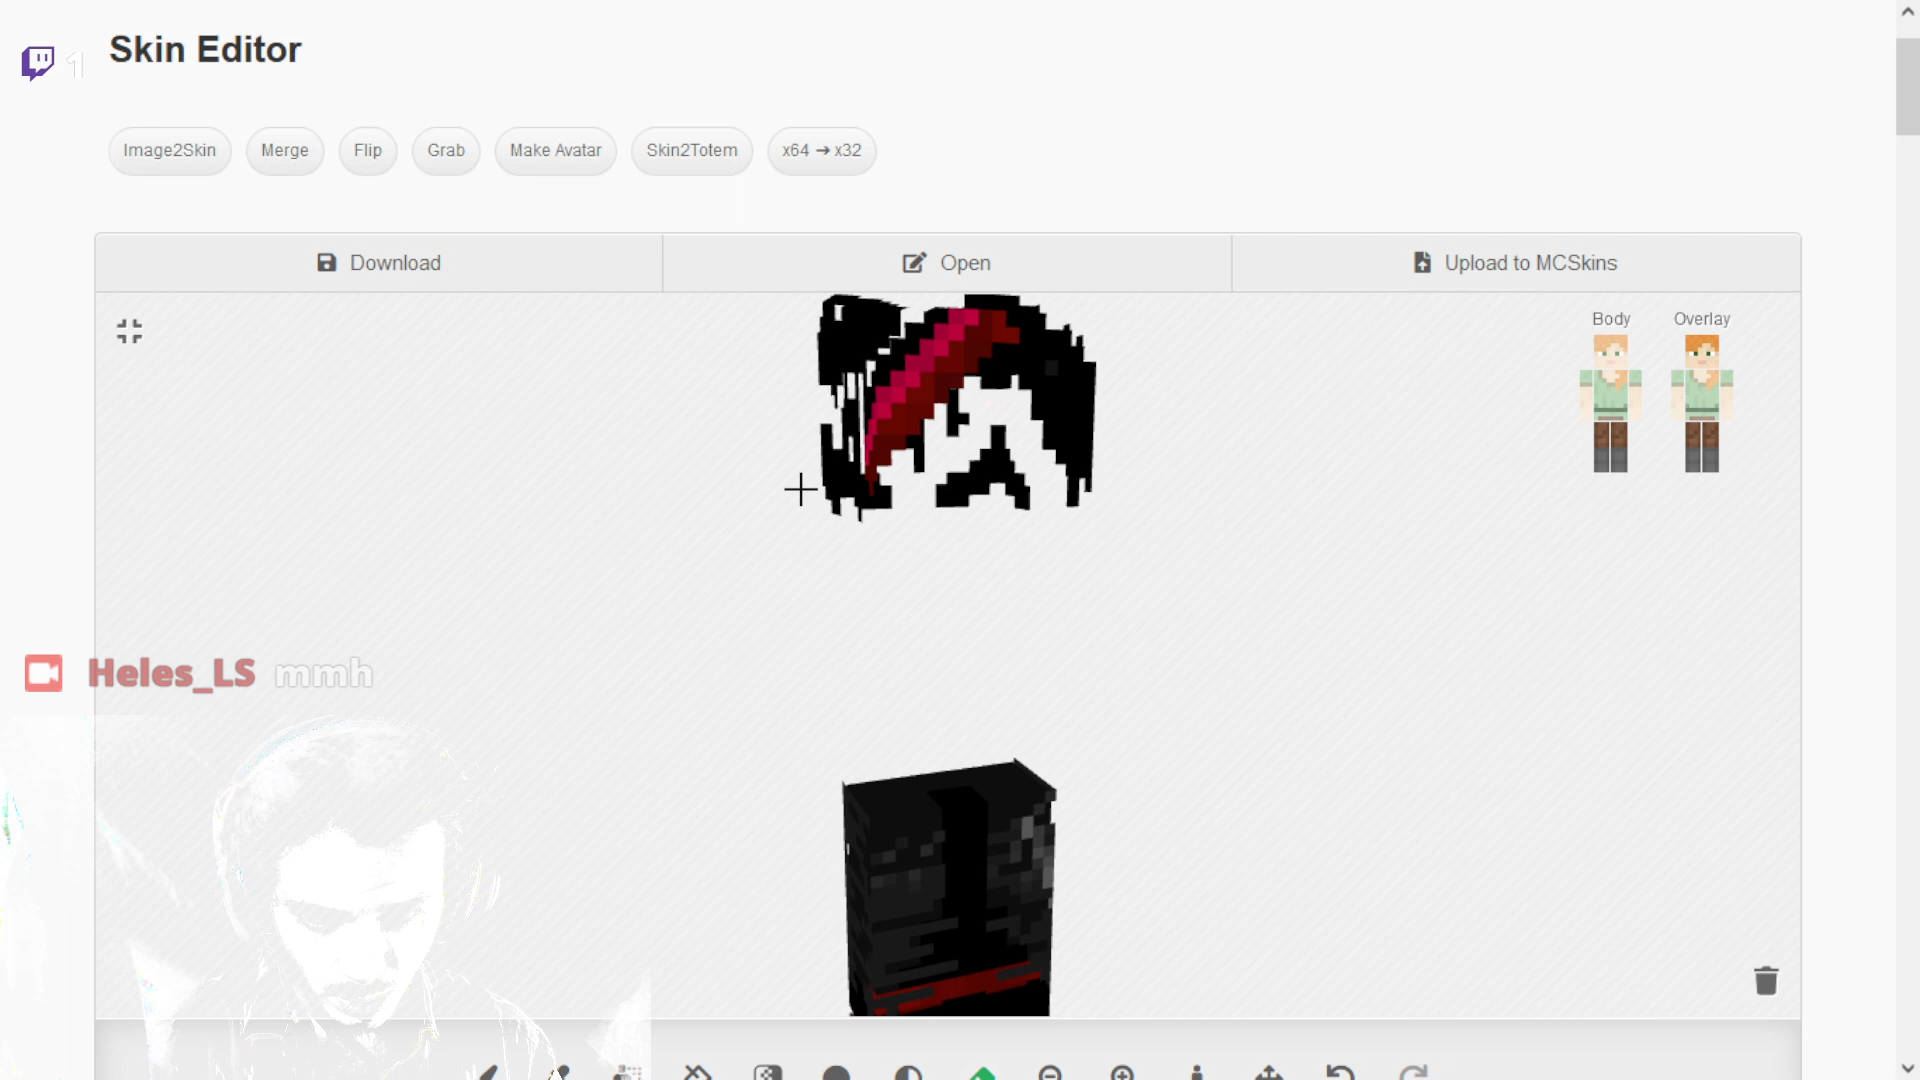 Skin Editor
1
Image2Skin
Merge
Flip
Grab
Make Avatar
Skin2Totem
x64 → x32
Download
Open
Upload to MCSkins
Body
Overlay
Heles_LS mmh